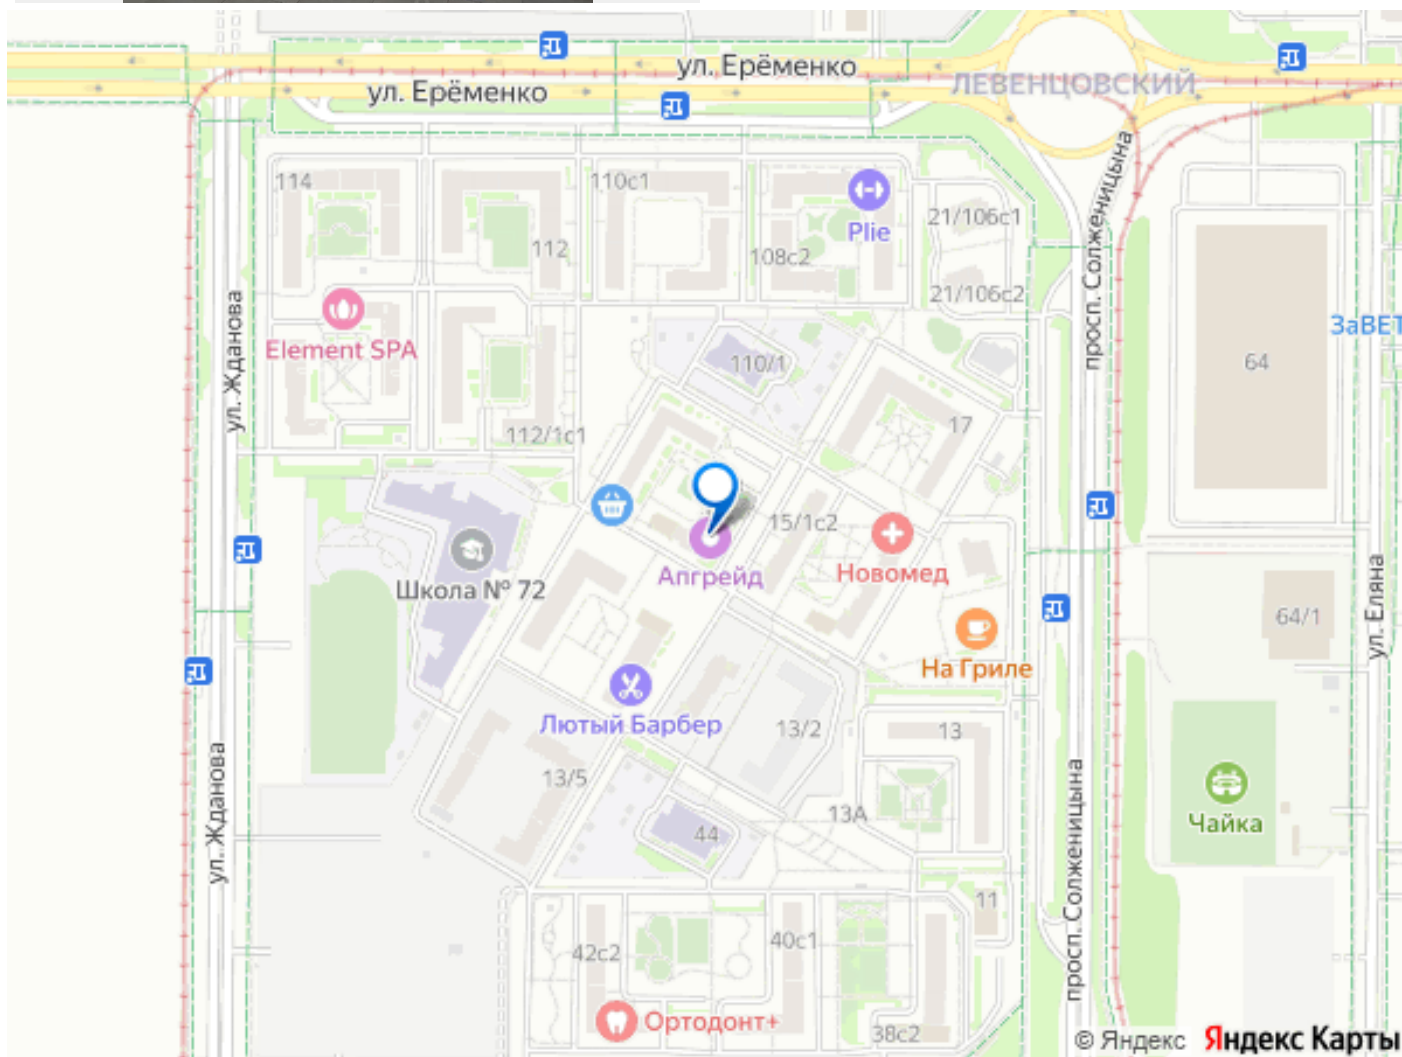 ул. Ерёменко
ул. Ерёменко
ЛЕВЕНЦОВСКИЙ
114
110с1
Plie
21/106с1
112
108с2
21/106с2
просп. Солженицына
ул. Жданова
Element SPA
ЗаВЕТ
110/1
64
17
112/1с1
15/1с2
Школа № 72
Апгрейд
Новомед
ул. Еляна
64/1
На Гриле
Лютый Барбер
13/2
13
13/5
ул. Жданова
13А
Чайка
44
просп. Солженицына
11
42с2
40с1
Ортодонт+
38с2
© Яндекс Яндекс Карты